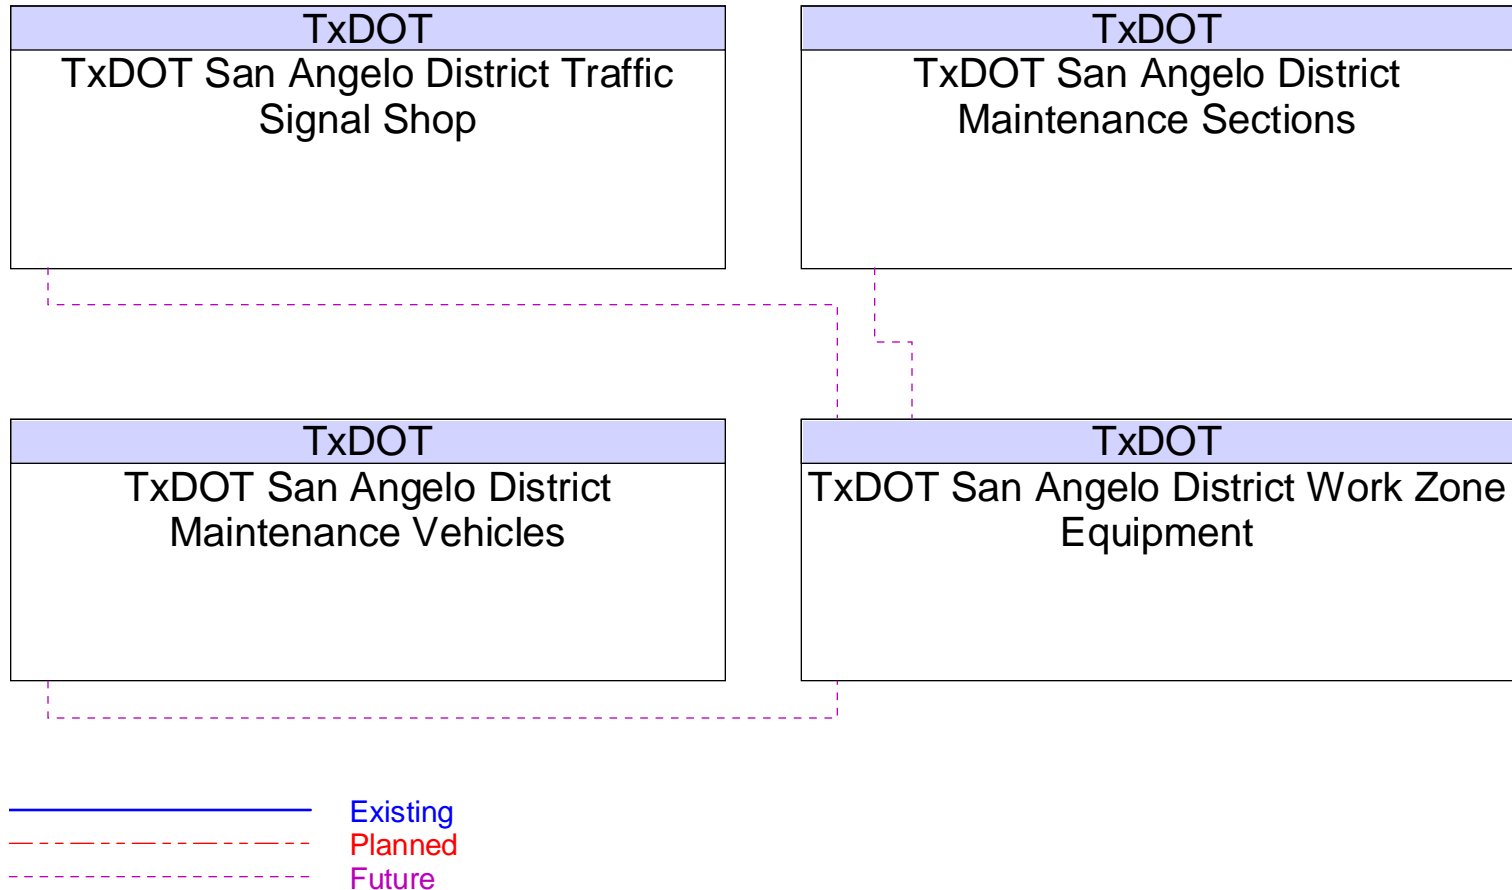 TxDOT
TxDOT San Angelo District Traffic
Signal Shop
TxDOT
TxDOT San Angelo District
Maintenance Sections
TxDOT
TxDOT San Angelo District
Maintenance Vehicles
TxDOT
TxDOT San Angelo District Work Zone
Equipment
Existing
Planned
Future